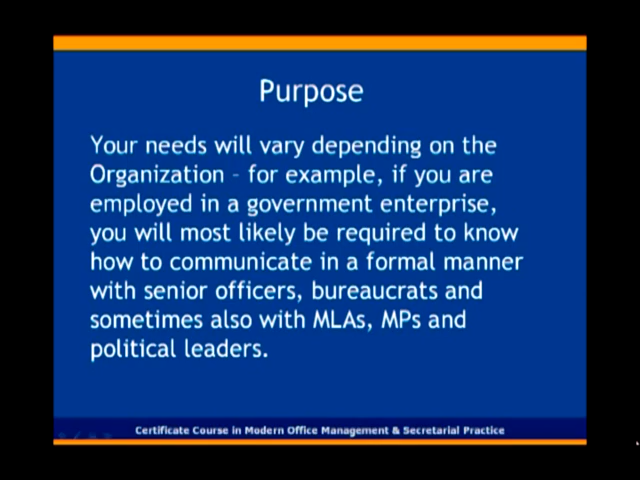 Purpose
Your needs will vary depending on the
Organization – for example, if you are
employed in a government enterprise,
you will most likely be required to know
how to communicate in a formal manner
with senior officers, bureaucrats and
sometimes also with MLAs, MPs and
political leaders.
Certificate Course in Modern Office Management & Secretarial Practice